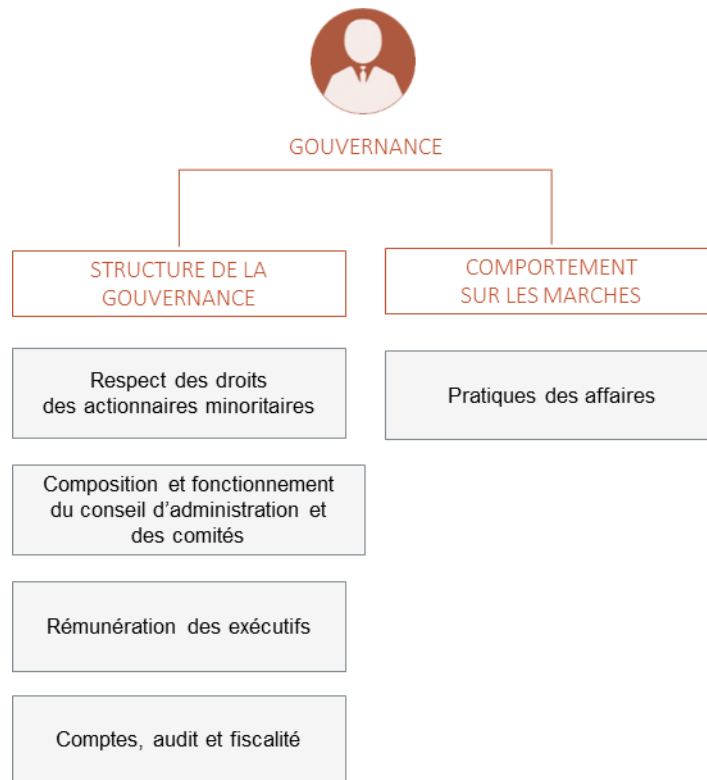 GOUVERNANCE
STRUCTURE DE LA
GOUVERNANCE
COMPORTEMENT
SUR LES MARCHES
Respect des droits
des actionnaires minoritaires
Pratiques des affaires
Composition et fonctionnement
du conseil d’administration et
des comités
Rémunération des exécutifs
Comptes, audit et fiscalité